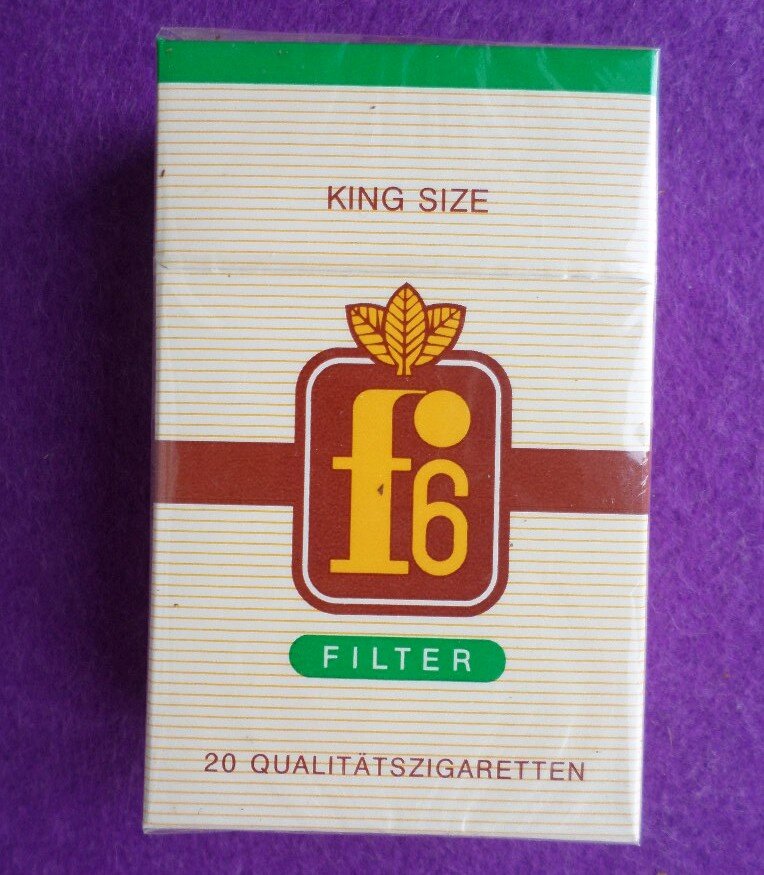 KING SIZE
f6
FILTER
20 QUALITÄTSZIGARETTEN